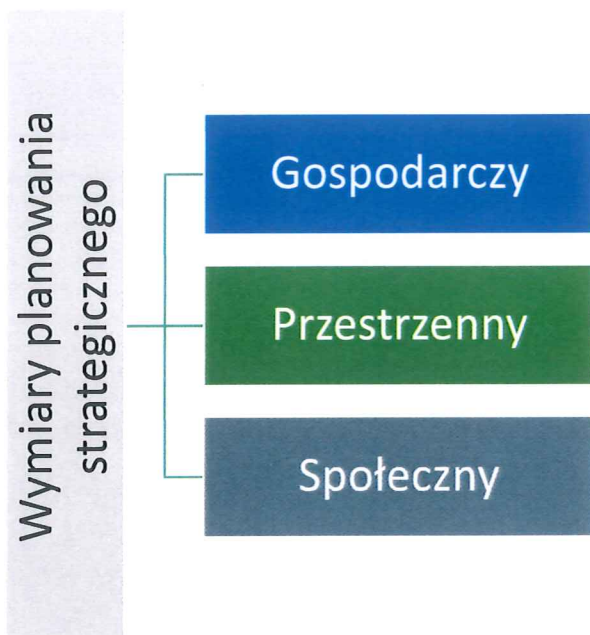 Wymiary planowania
strategicznego
Gospodarczy
Przestrzenny
Społeczny